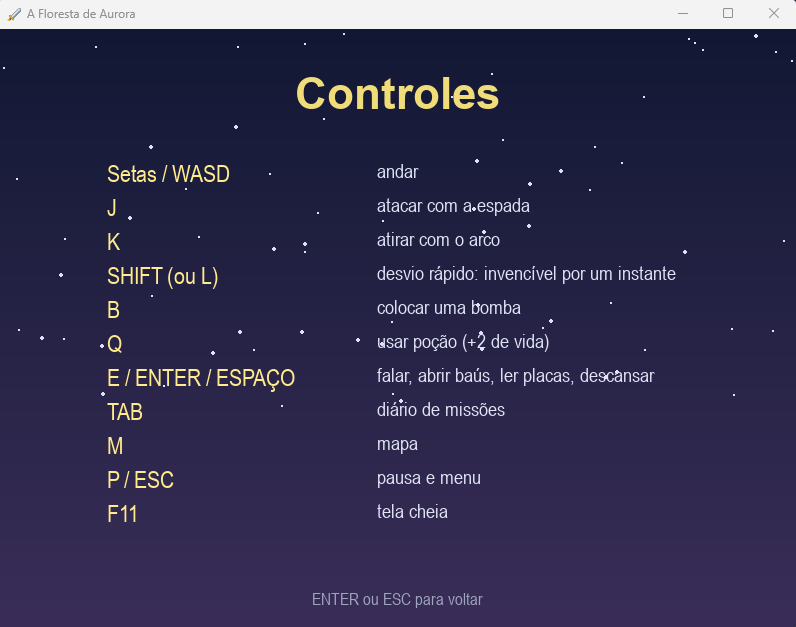 A Floresta de Aurora
Controles
Setas / WASD andar
J atacar com a espada
K atirar com o arco
SHIFT (ou L) desvio rápido: invencível por um instante
B colocar uma bomba
Q usar poção (+2 de vida)
E / ENTER / ESPAÇO falar, abrir baús, ler placas, descansar
TAB diário de missões
M mapa
P / ESC pausa e menu
F11 tela cheia
ENTER ou ESC para voltar